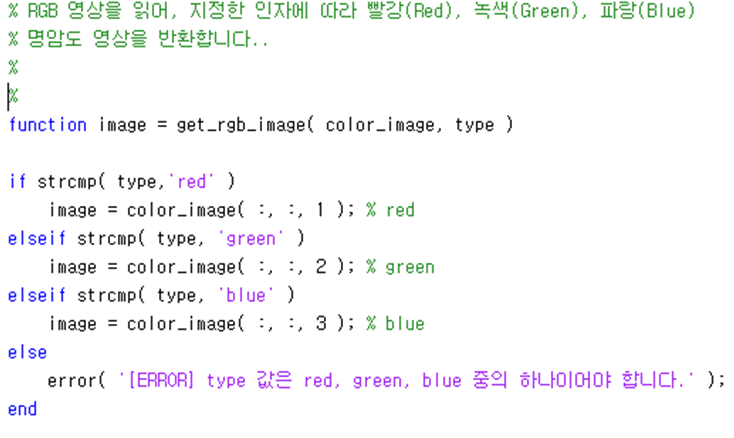 % RGB 영상을 읽어, 지정한 인자에 따라 빨강(Red), 녹색(Green), 파랑(Blue)
% 명암도 영상을 반환합니다..
%
%
function image = get_rgb_image( color_image, type )
if strcmp( type,'red' )
image = color_image( :, :, 1 ); % red
elseif strcmp( type, 'green' )
image = color_image( :, :, 2 ); % green
elseif strcmp( type, 'blue' )
image = color_image( :, :, 3 ); % blue
else
error( '[ERROR] type 값은 red, green, blue 중의 하나이어야 합니다.' );
end